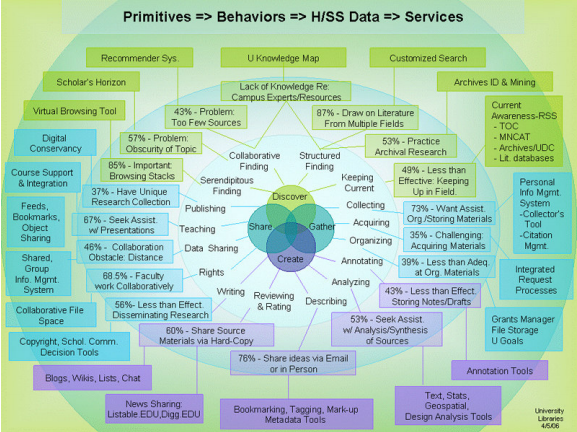 Primitives => Behaviors => H/SS Data => Services
Recommender Sys.
U Knowledge Map
Customized Search
Scholar's Horizon
Lack of Knowledge Re:
Campus Experts/Resources
Archives ID & Mining
Virtual Browsing Tool
43% - Problem:
Too Few Sources
87% - Draw on Literature
From Multiple Fields
Current
Awareness-RSS
- TOC
- MNCAT
- Archives/UDC
- Lit. databases
Digital
Conservancy
57% - Problem:
Obscurity of Topic
53% - Practice
Archival Research
85% - Important:
Browsing Stacks
Collaborative
Finding
Structured
Finding
49% - Less than
Effective: Keeping
Up in Field.
Course Support
& Integration
Serendipitous
Finding
Keeping
Current
37% - Have Unique
Research Collection
Publishing
Discover
Collecting
73% - Want Assist.
Org./Storing Materials
Personal
Info Mgmt.
System
-Collector's
Tool
-Citation
Mgmt.
Feeds,
Bookmarks,
Object
Sharing
67% - Seek Assist.
w/ Presentations
Teaching
Share
Gather
Acquiring
35% - Challenging:
Acquiring Materials
46% - Collaboration
Obstacle: Distance
Data Sharing
Organizing
39% - Less than Adeq.
at Org. Materials
Shared,
Group
Info. Mgmt.
System
68.5% - Faculty
work Collaboratively
Rights
Create
Annotating
43% - Less than Effect.
Storing Notes/Drafts
Integrated
Request
Processes
Collaborative File
Space
56%- Less than Effect.
Disseminating Research
Writing
Reviewing
& Rating
Describing
Analyzing
Grants Manager
File Storage
U Goals
Copyright, Schol. Comm.
Decision Tools
60% - Share Source
Materials via Hard-Copy
53% - Seek Assist.
w/ Analysis/Synthesis
of Sources
76% - Share ideas via Email
or in Person
Annotation Tools
Blogs, Wikis, Lists, Chat
News Sharing:
Listable EDU,Digg EDU
Bookmarking, Tagging, Mark-up
Metadata Tools
Text, Stats,
Geospatial,
Design Analysis Tools
University
Libraries
4/5/06